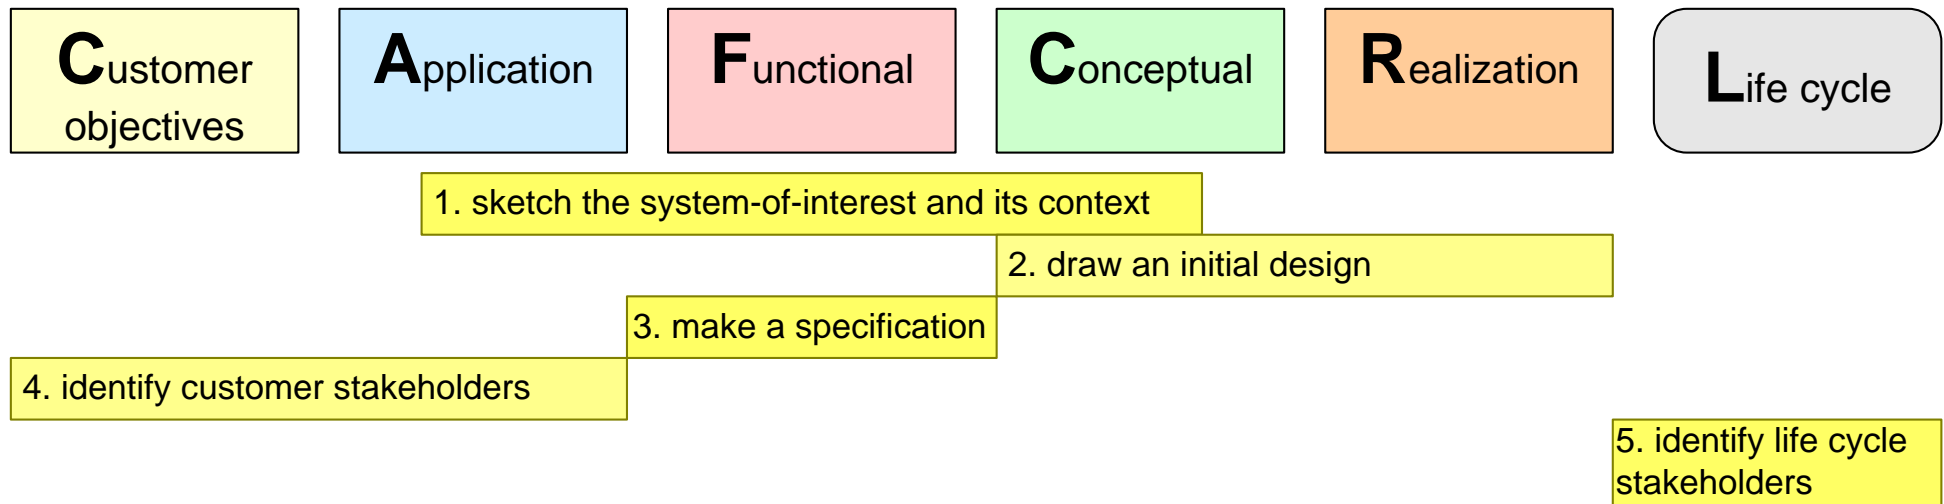 Customer
objectives
Application
Functional
Conceptual
Realization
Life cycle
1. sketch the system-of-interest and its context
2. draw an initial design
3. make a specification
4. identify customer stakeholders
5. identify life cycle
stakeholders